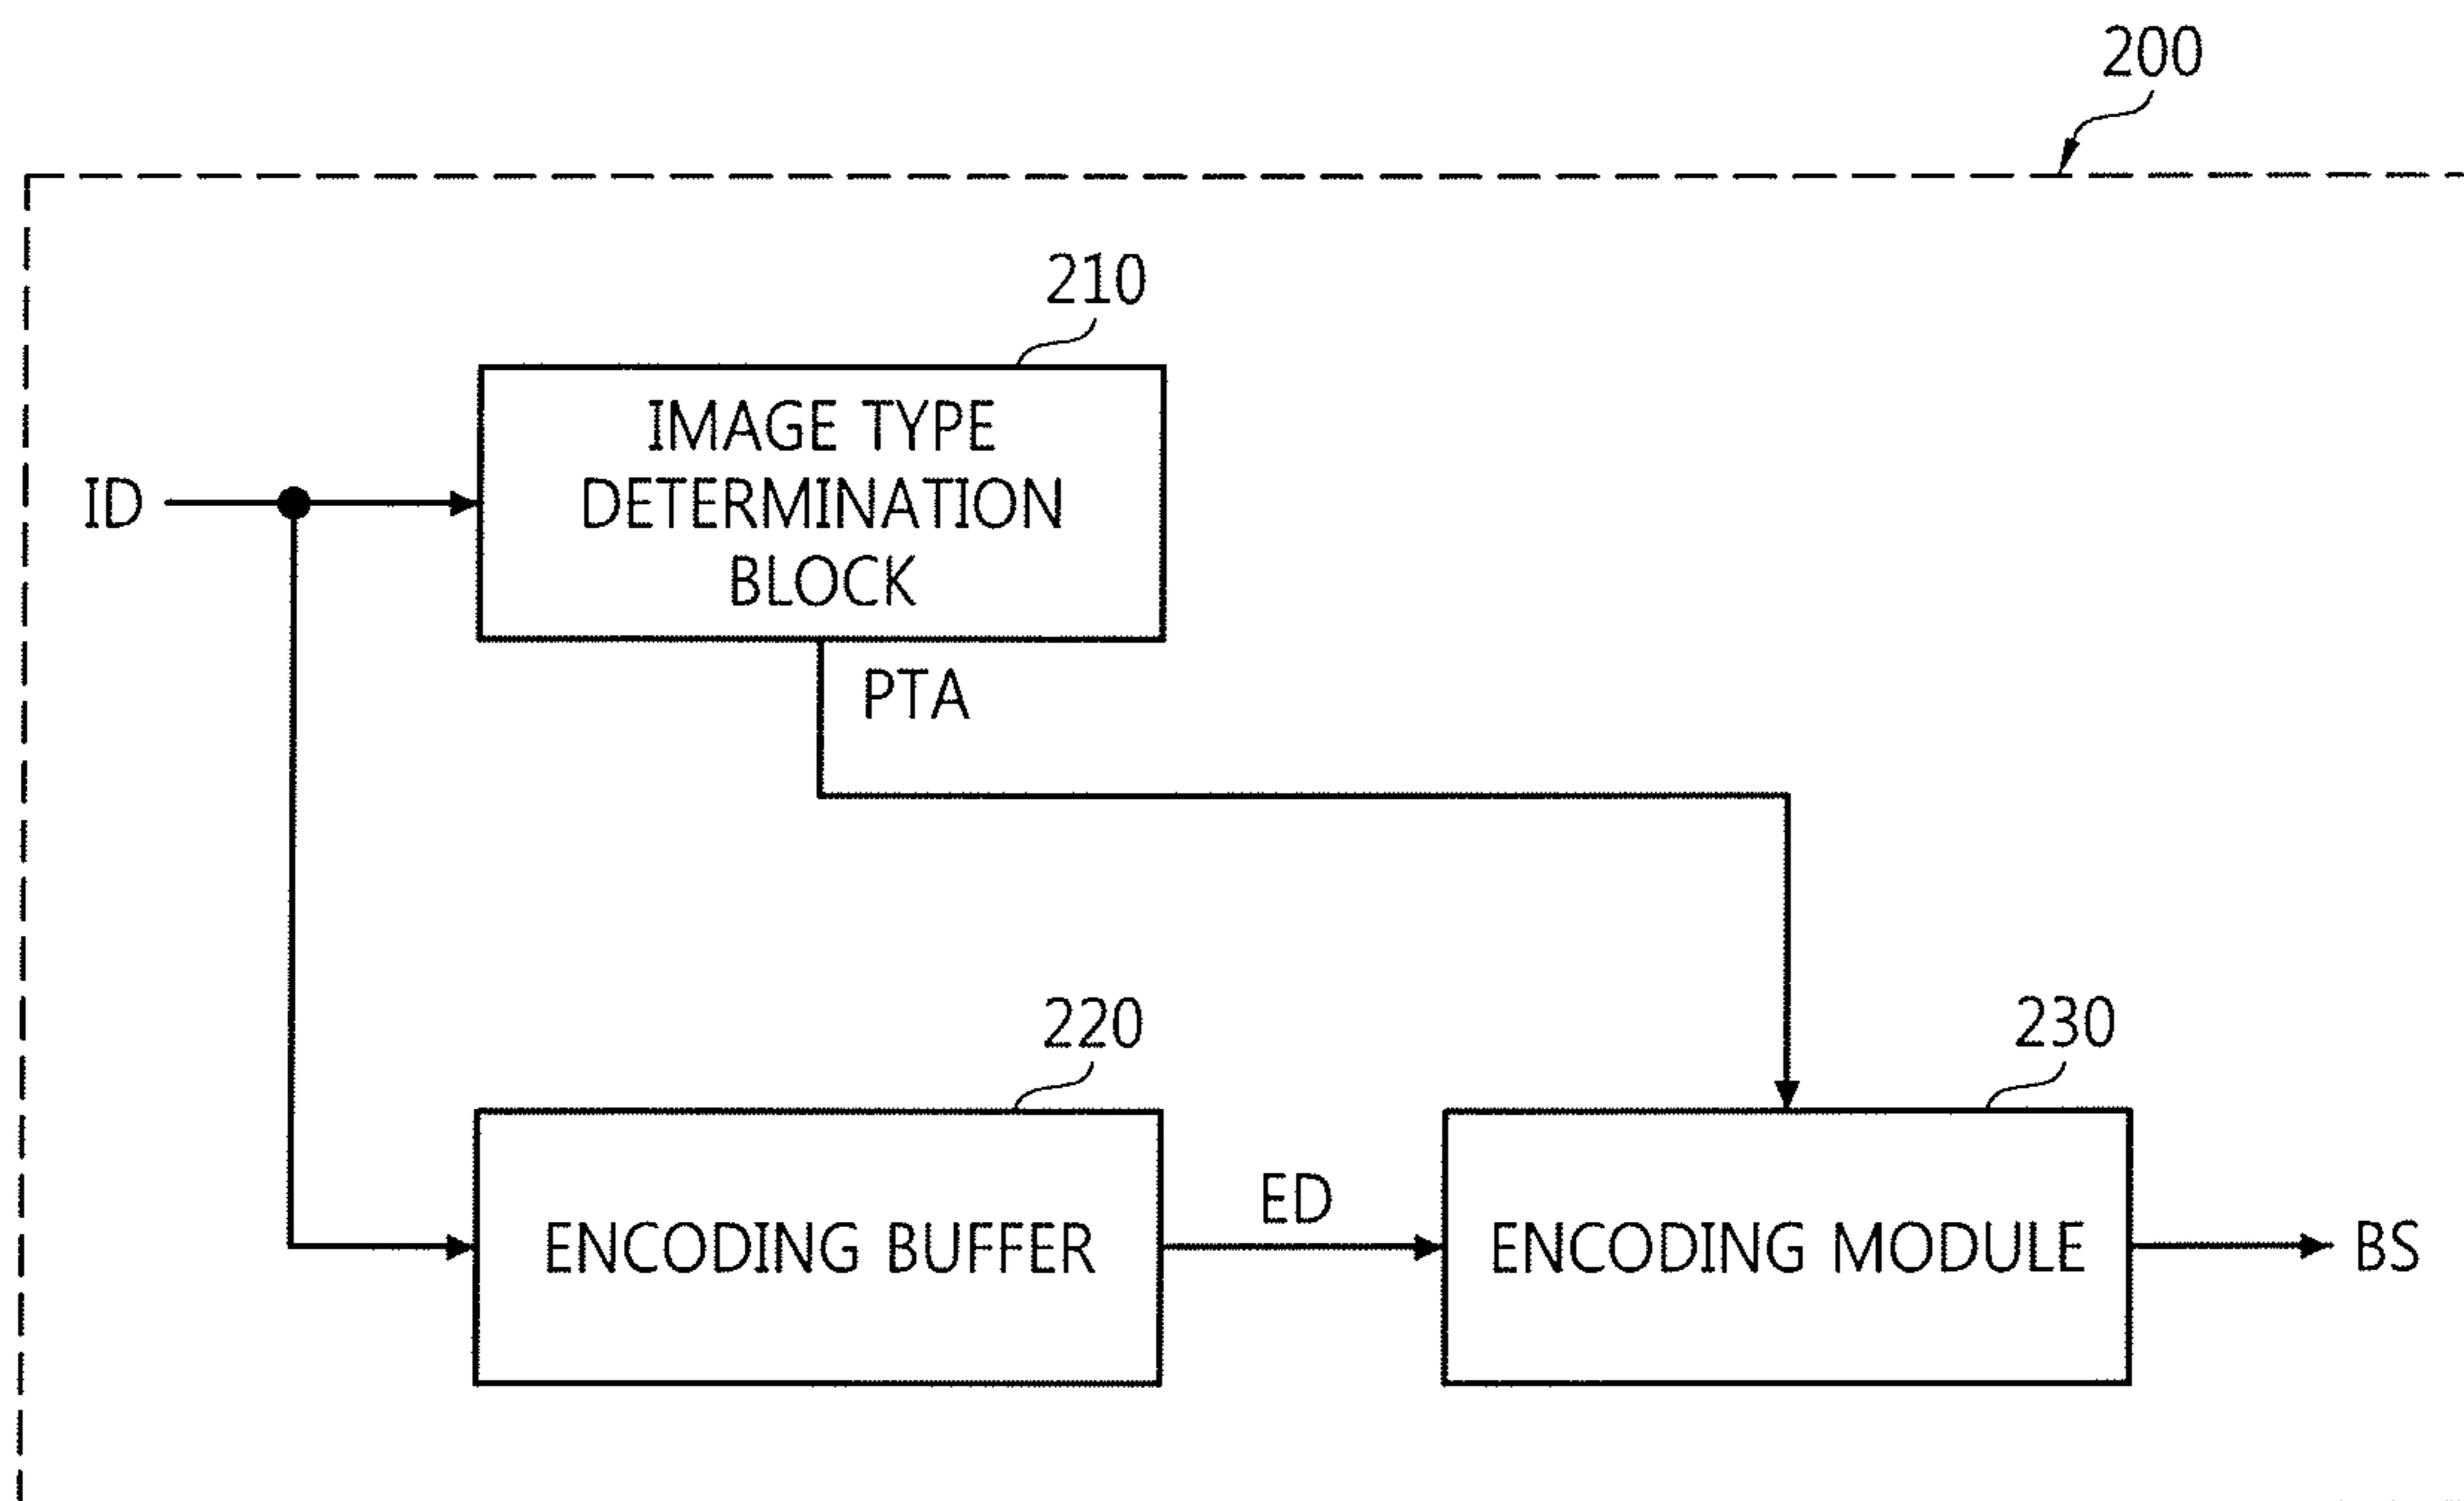 200
210
IMAGE TYPE
DETERMINATION
BLOCK
ID
PTA
220
230
ENCODING BUFFER
ED
ENCODING MODULE
BS